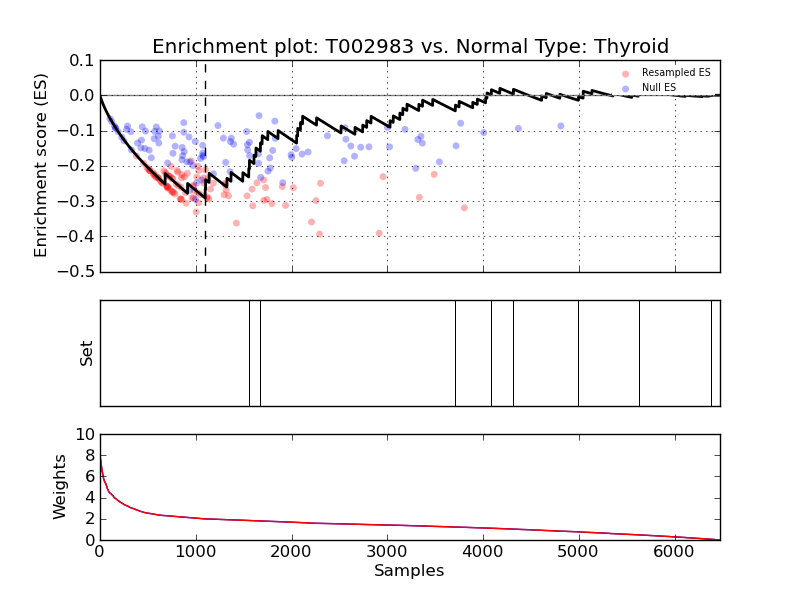 Enrichment plot: T002983 vs. Normal Type: Thyroid
0.1
0.0
−0.1
−0.2
−0.3
−0.4
−0.5
Enrichment score (ES)
Resampled ES
Null ES
Set
10
8
6
4
2
0
Weights
0 1000 2000 3000 4000 5000 6000
Samples